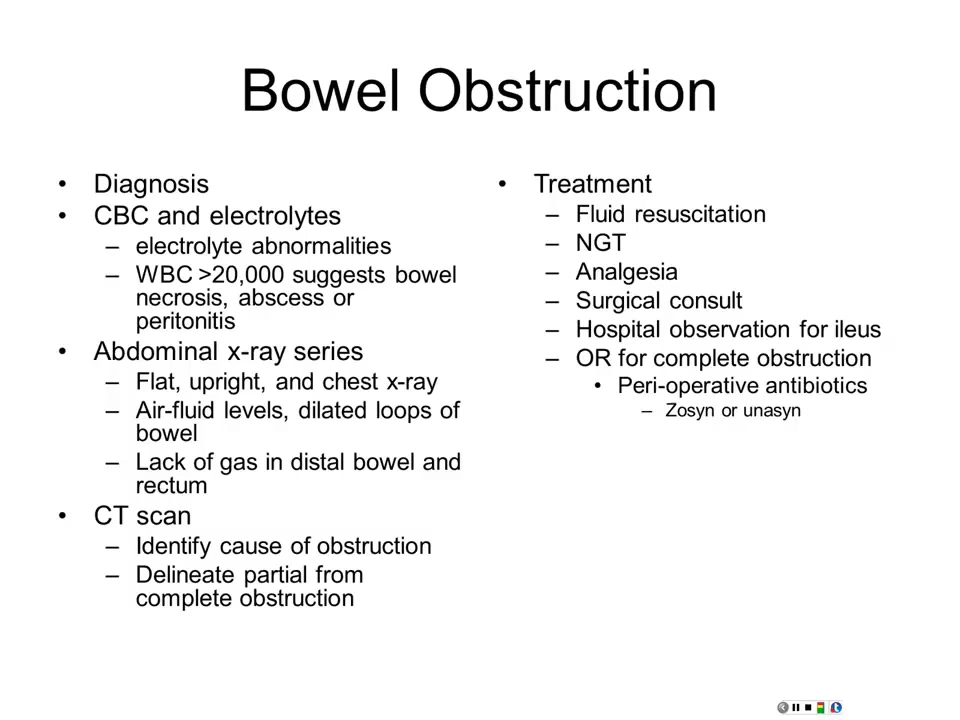 Bowel Obstruction
• Diagnosis
• CBC and electrolytes
– electrolyte abnormalities
– WBC >20,000 suggests bowel
necrosis, abscess or
peritonitis
• Abdominal x-ray series
– Flat, upright, and chest x-ray
– Air-fluid levels, dilated loops of
bowel
– Lack of gas in distal bowel and
rectum
• CT scan
– Identify cause of obstruction
– Delineate partial from
complete obstruction
• Treatment
– Fluid resuscitation
– NGT
– Analgesia
– Surgical consult
– Hospital observation for ileus
– OR for complete obstruction
• Peri-operative antibiotics
– Zosyn or unasyn